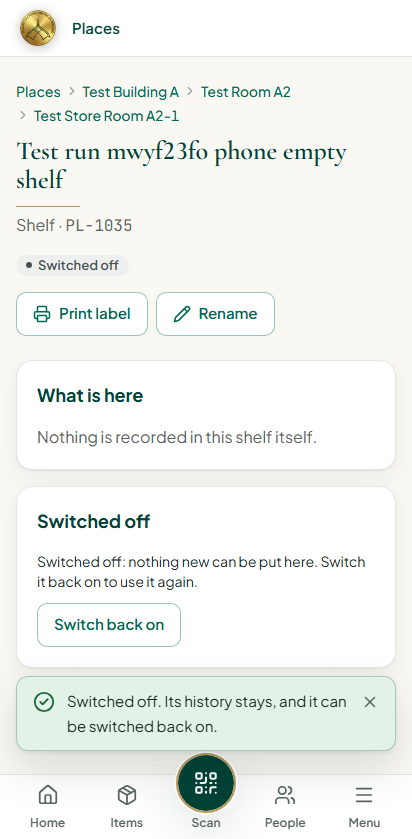 Places
Places > Test Building A > Test Room A2
> Test Store Room A2-1
Test run mwyf23fo phone empty
shelf
Shelf · PL-1035
Switched off
Print label Rename
What is here
Nothing is recorded in this shelf itself.
Switched off
Switched off: nothing new can be put here. Switch
it back on to use it again.
Switch back on
Switched off. Its history stays, and it can
be switched back on.
Home Items Scan People Menu